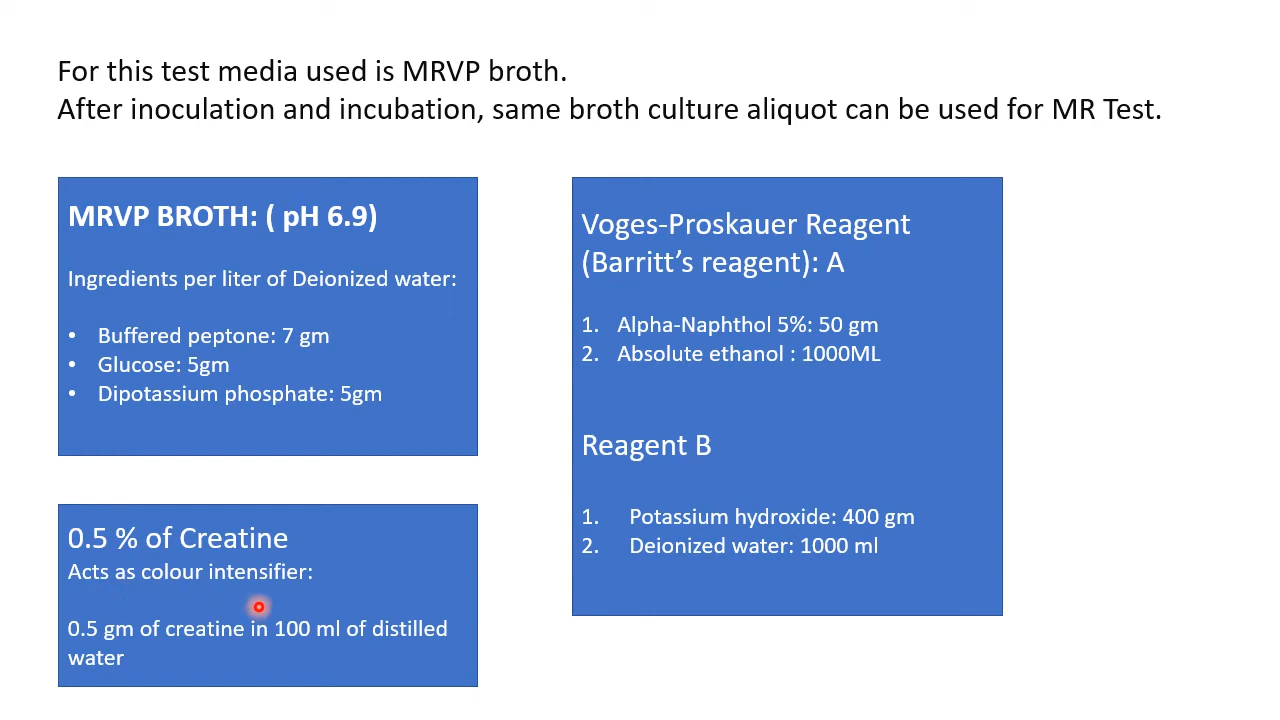 For this test media used is MRVP broth.
After inoculation and incubation, same broth culture aliquot can be used for MR Test.
MRVP BROTH: ( pH 6.9)
Ingredients per liter of Deionized water:
• Buffered peptone: 7 gm
• Glucose: 5gm
• Dipotassium phosphate: 5gm
0.5 % of Creatine
Acts as colour intensifier:
0.5 gm of creatine in 100 ml of distilled
water
Voges-Proskauer Reagent
(Barritt’s reagent): A
1. Alpha-Naphthol 5%: 50 gm
2. Absolute ethanol : 1000ML
Reagent B
1. Potassium hydroxide: 400 gm
2. Deionized water: 1000 ml